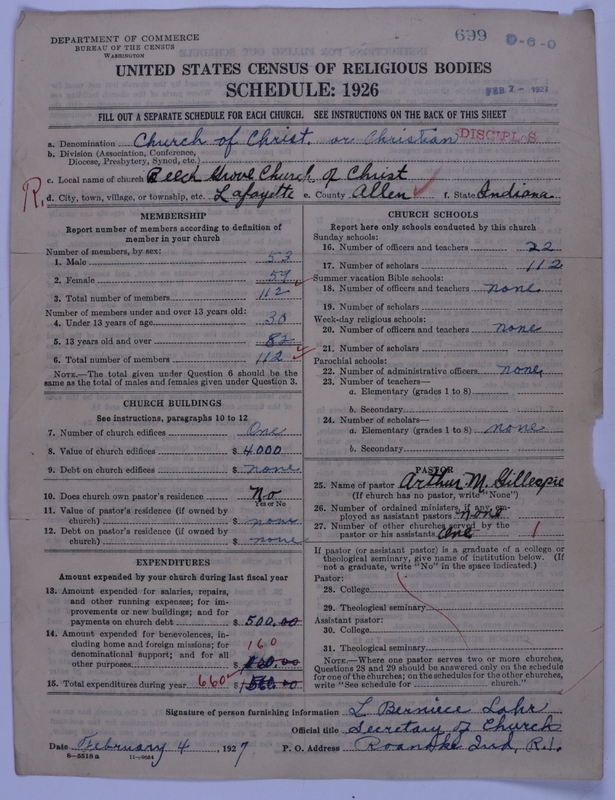 DEPARTMENT OF COMMERCE
BUREAU OF THE CENSUS
WASHINGTON
699
0-6-0
UNITED STATES CENSUS OF RELIGIOUS BODIES
SCHEDULE: 1926
FEB 7 - 1927
FILL OUT A SEPARATE SCHEDULE FOR EACH CHURCH. SEE INSTRUCTIONS ON THE BACK OF THIS SHEET
a. Denomination Church of Christ, or Christian DISCIPLES
b. Division (Association, Conference, Diocese, Presbytery, Synod, etc.)
c. Local name of church Beech Grove Church of Christ
R. d. City, town, village, or township, etc. Lafayette e. County Allen f. State Indiana
MEMBERSHIP
Report number of members according to definition of member in your church
Number of members, by sex:
1. Male 53
2. Female 59
3. Total number of members 112
Number of members under and over 13 years old:
4. Under 13 years of age 30
5. 13 years old and over 82
6. Total number of members 112
NOTE.—The total given under Question 6 should be same as the total of males and females given under Question 3.
CHURCH BUILDINGS
See instructions, paragraphs 10 to 12
7. Number of church edifices One
8. Value of church edifices $ 4000
9. Debt on church edifices $ none
10. Does church own pastor's residence No
Yes or No
11. Value of pastor's residence (if owned by church) $ none
12. Debt on pastor's residence (if owned by church) $ none
EXPENDITURES
Amount expended by your church during last fiscal year
13. Amount expended for salaries, repairs, and other running expenses; for improvements or new buildings; and for payments on church debt $ 500.00
14. Amount expended for benevolences, including home and foreign missions; for denominational support; and for all other purposes $ 160
15. Total expenditures during year 660 $
CHURCH SCHOOLS
Report here only schools conducted by this church
Sunday schools:
16. Number of officers and teachers 22
17. Number of scholars 112
Summer vacation Bible schools:
18. Number of officers and teachers none
19. Number of scholars
Week-day religious schools:
20. Number of officers and teachers none
21. Number of scholars
Parochial schools:
22. Number of administrative officers none
23. Number of teachers—
a. Elementary (grades 1 to 8)
b. Secondary
24. Number of scholars—
a. Elementary (grades 1 to 8) none
b. Secondary
PASTOR
25. Name of pastor Arthur M. Gillespie
(If church has no pastor, write "None")
26. Number of ordained ministers, if any, employed as assistant pastors none
27. Number of other churches served by the pastor or his assistants one 1
If pastor (or assistant pastor) is a graduate of a college or theological seminary, give name of institution below. (If not a graduate, write "No" in the space indicated.)
Pastor:
28. College
29. Theological seminary
Assistant pastor:
30. College
31. Theological seminary
NOTE.—Where one pastor serves two or more churches, Questions 28 and 29 should be answered only on the schedule for one of the churches; on the schedules for the other churches, write "See schedule for church."
Signature of person furnishing information L Berniece Lahr
Official title Secretary of Church
Date February 4, 1927 P. O. Address Roanoke Ind, R.1.
8-5518a 11-9054